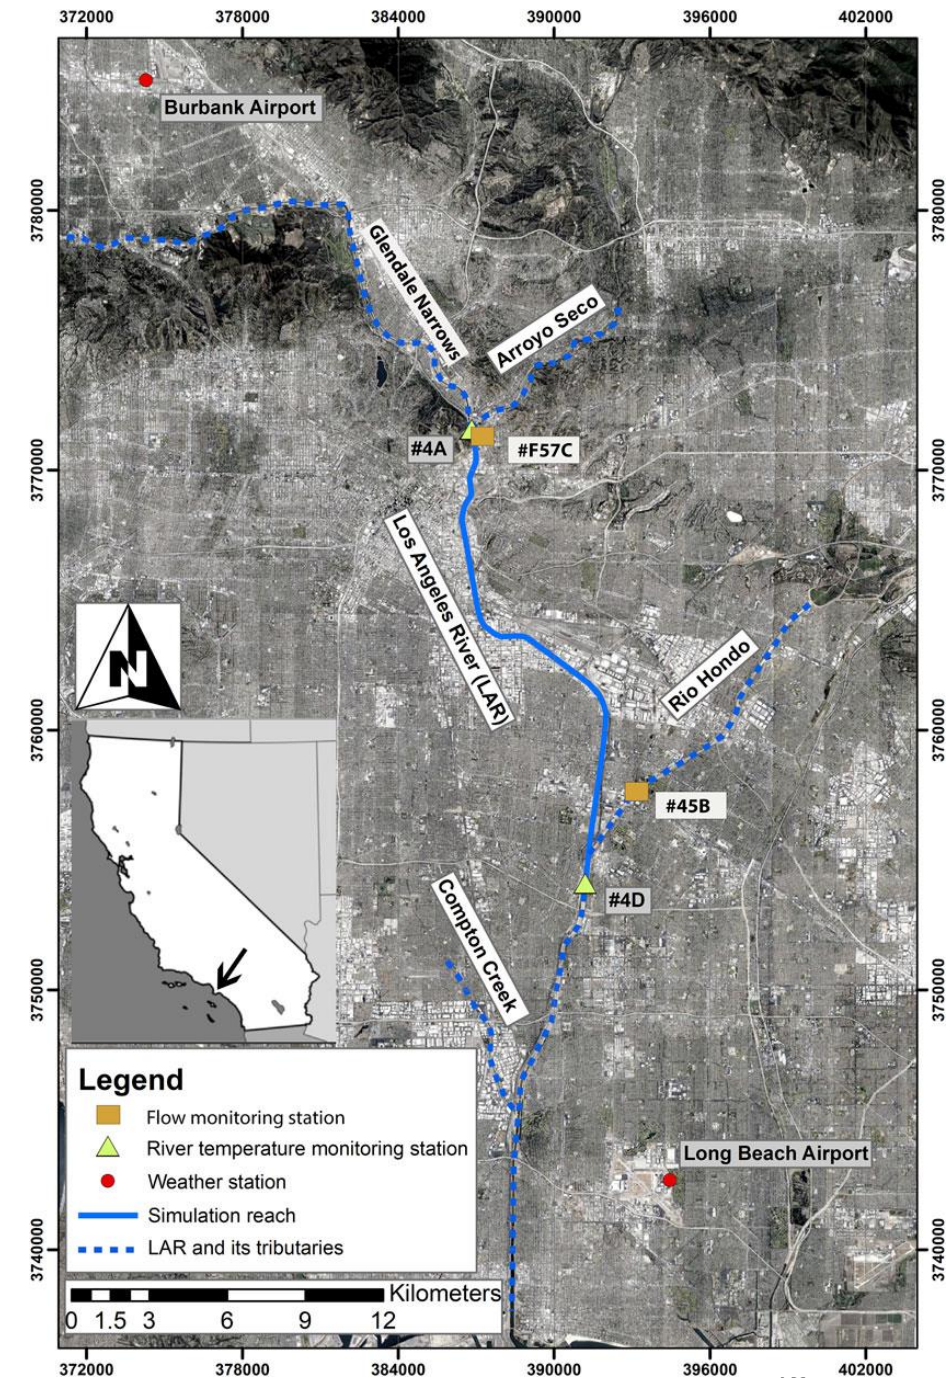 372000 378000 384000 390000 396000 402000
Burbank Airport
3780000
3780000
Glendale Narrows
Arroyo Seco
#4A
#F57C
3770000
3770000
Los Angeles River (LAR)
N
Rio Hondo
3760000
3760000
#45B
#4D
Compton Creek
3750000
3750000
Legend
Flow monitoring station
River temperature monitoring station
Weather station
Simulation reach
LAR and its tributaries
Long Beach Airport
3740000
3740000
Kilometers
0 1.5 3 6 9 12
372000 378000 384000 390000 396000 402000